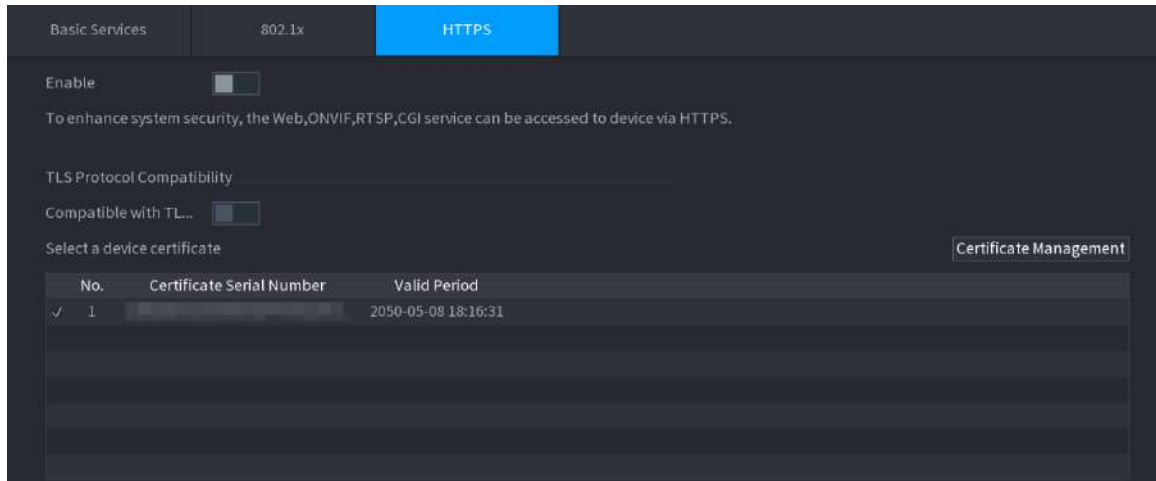 Basic Services 802.1x HTTPS
Enable
To enhance system security, the Web,ONVIF,RTSP,CGI service can be accessed to device via HTTPS.
TLS Protocol Compatibility
Compatible with TL...
Select a device certificate Certificate Management
No. Certificate Serial Number Valid Period
1 2050-05-08 18:16:31